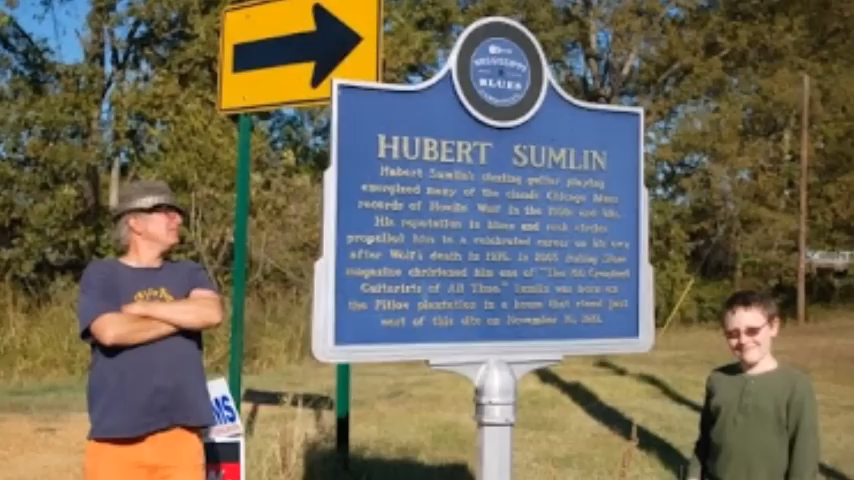 MISSISSIPPI
BLUES
HUBERT SUMLIN
Hubert Sumlin's sizzling guitar playing
energized many of the classic Chicago blues
records of Howlin' Wolf in the 1950s and 60s.
His reputation in blues and rock circles
propelled him to a celebrated career on his own
after Wolf's death in 1976. In 2003 Rolling Stone
magazine christened him one of "The 100 Greatest
Guitarists of All Time." Sumlin was born on
the Pillow plantation in a house that stood just
west of this site on November 16, 1931.
MS